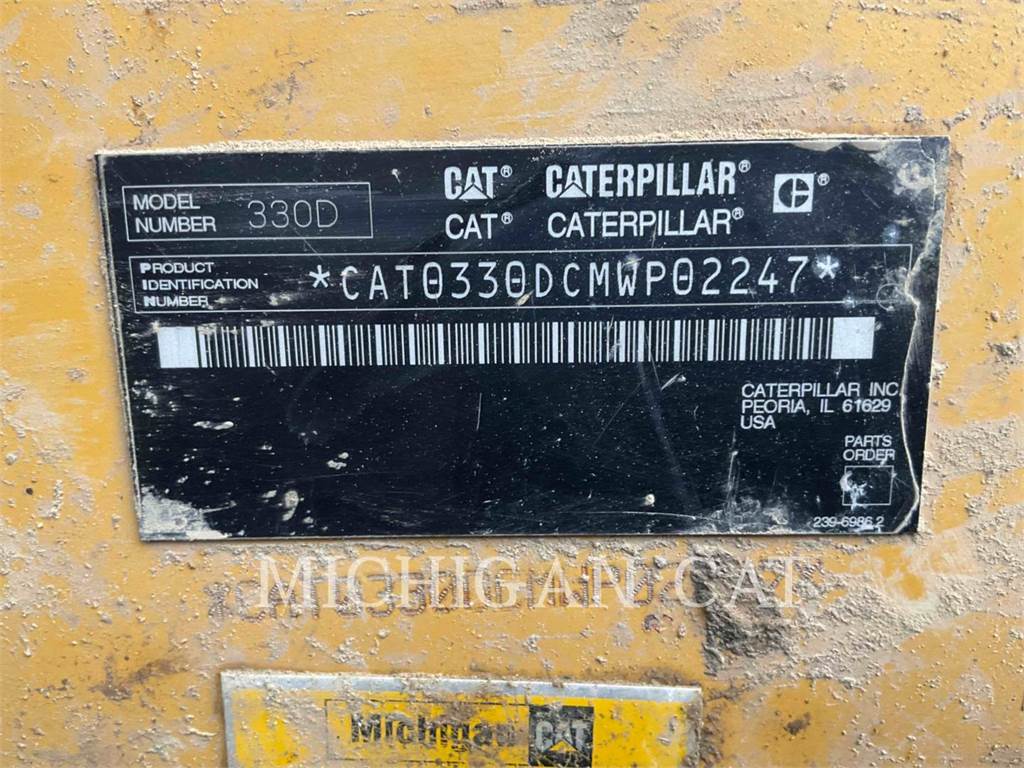 CAT® CATERPILLAR® ®
MODEL NUMBER 330D
CAT® CATERPILLAR®
PRODUCT IDENTIFICATION NUMBER *CAT0330DCMWP02247*
CATERPILLAR INC.
PEORIA, IL 61629
USA
PARTS
ORDER
239-6986 2
MICHIGAN CAT
Michigan CAT